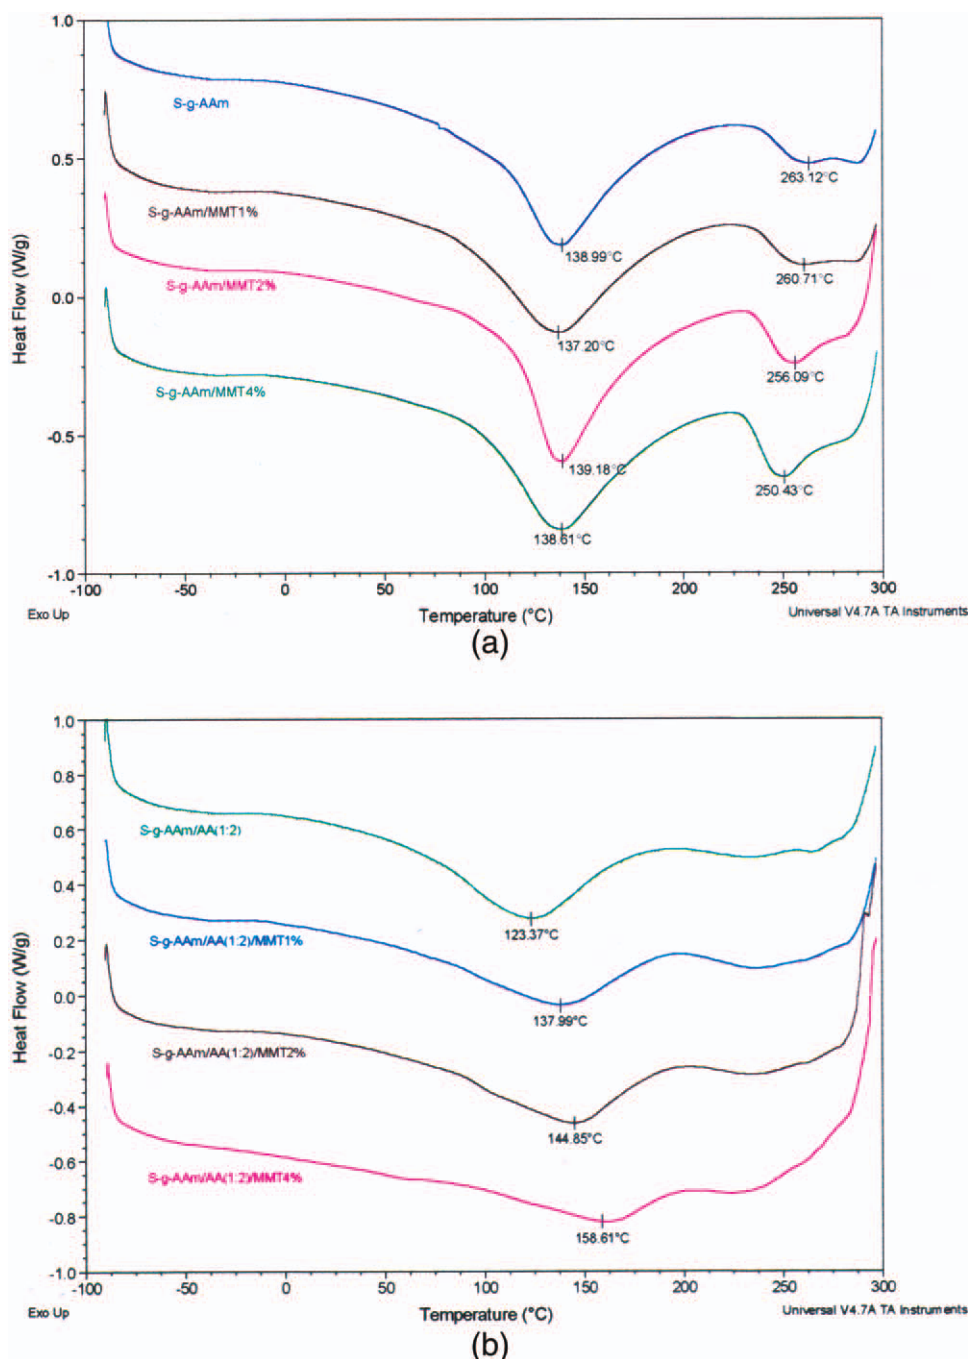 1.0
S-g-AAm
0.5
263.12°C
S-g-AAm/MMT1%
138.99°C
260.71°C
S-g-AAm/MMT2%
0.0
137.20°C
256.09°C
S-g-AAm/MMT4%
-0.5
139.18°C
250.43°C
138.61°C
-1.0
Heat Flow (W/g)
-100 -50 0 50 100 150 200 250 300
Exo Up Temperature (°C) Universal V4.7A TA Instruments
(a)
1.0
0.8
S-g-AAm/AA(1:2)
0.6
0.4
123.37°C
S-g-AAm/AA(1:2)/MMT1%
0.2
0.0
137.99°C
S-g-AAm/AA(1:2)/MMT2%
-0.2
-0.4
144.85°C
-0.6
S-g-AAm/AA(1:2)/MMT4%
-0.8
158.61°C
-1.0
Heat Flow (W/g)
-100 -50 0 50 100 150 200 250 300
Exo Up Temperature (°C) Universal V4.7A TA Instruments
(b)